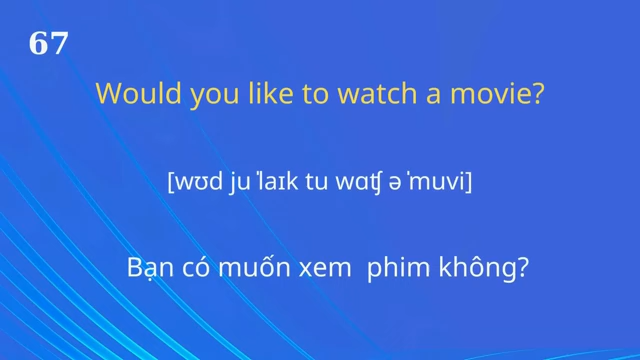 67
Would you like to watch a movie?
[wʊd ju ˈlaɪk tu wɑʧ ə ˈmuvi]
Bạn có muốn xem  phim không?